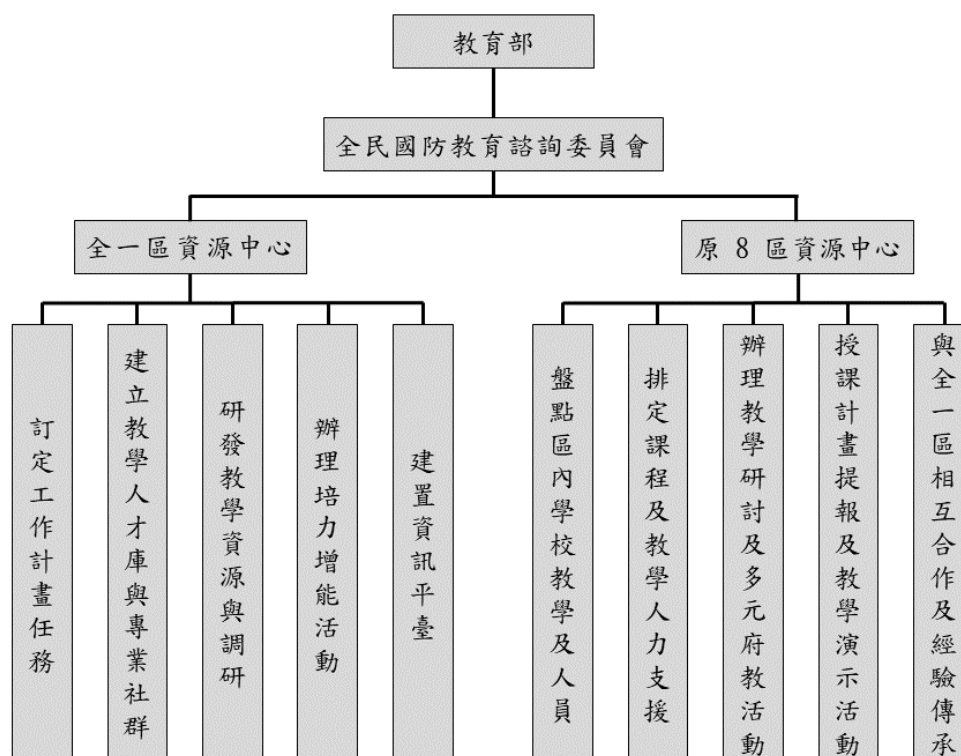 教育部
全民國防教育諮詢委員會
全一區資源中心
原 8 區資源中心
訂定工作計畫任務
建立教學人才庫與專業社群
研發教學資源與調研
辦理培力增能活動
建置資訊平臺
盤點區內學校教學及人員
排定課程及教學人力支援
辦理教學研討及多元府教活動
授課計畫提報及教學演示活動
與全一區相互合作及經驗傳承